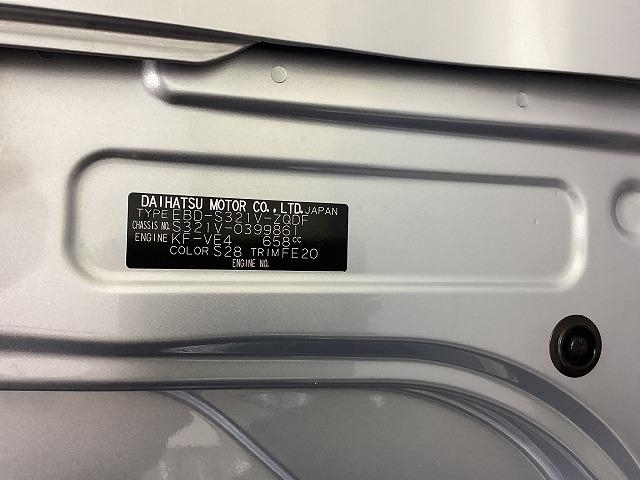 DAIHATSU MOTOR CO.,LTD. JAPAN
TYPE EBD-S321V-ZQDF
CHASSIS NO. S321V-0399861
ENGINE KF-VE4 658cc
COLOR S28 TRIM FE20
ENGINE NO.